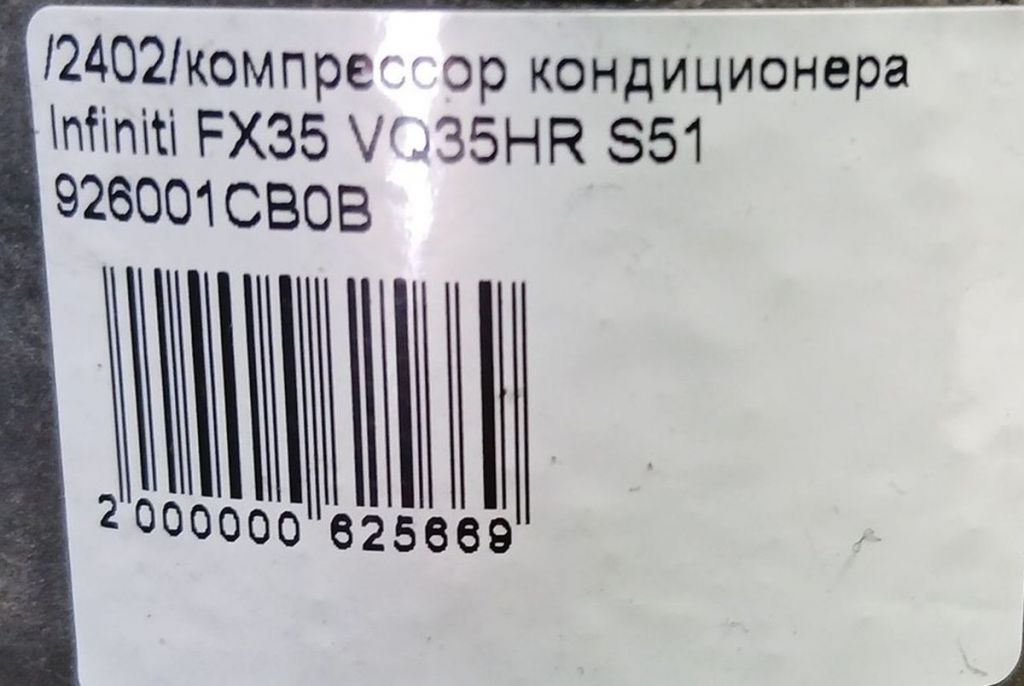 /2402/компрессор кондиционера
Infiniti FX35 VQ35HR S51
926001CB0B
2 000000 625669